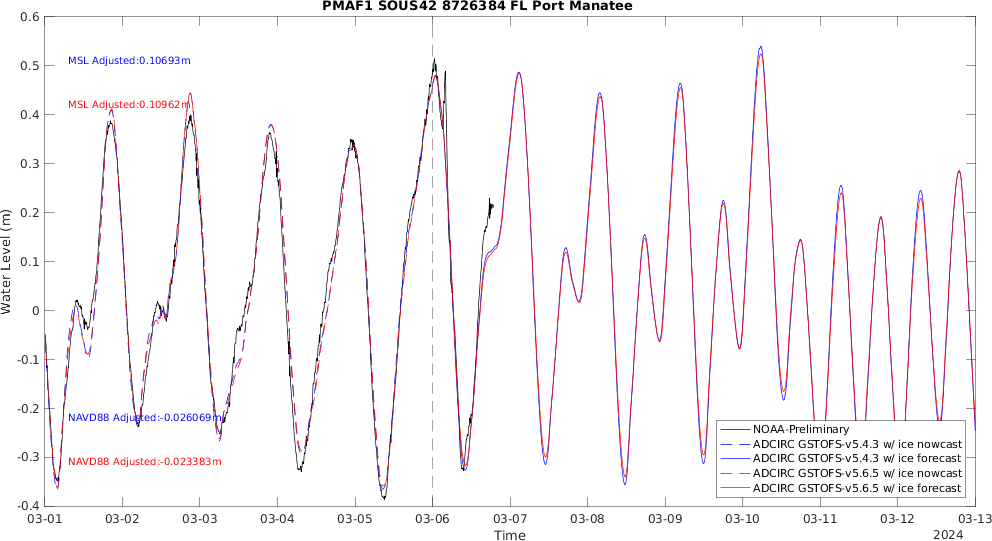 PMAF1 SOUS42 8726384 FL Port Manatee
0.6
0.5
0.4
0.3
0.2
0.1
0
-0.1
-0.2
-0.3
-0.4
Water Level (m)
MSL Adjusted:0.10693m
MSL Adjusted:0.10962m
NAVD88 Adjusted:-0.026069m
NAVD88 Adjusted:-0.023383m
NOAA-Preliminary
ADCIRC GSTOFS-v5.4.3 w/ ice nowcast
ADCIRC GSTOFS-v5.4.3 w/ ice forecast
ADCIRC GSTOFS-v5.6.5 w/ ice nowcast
ADCIRC GSTOFS-v5.6.5 w/ ice forecast
03-01 03-02 03-03 03-04 03-05 03-06 03-07 03-08 03-09 03-10 03-11 03-12 03-13
Time
2024